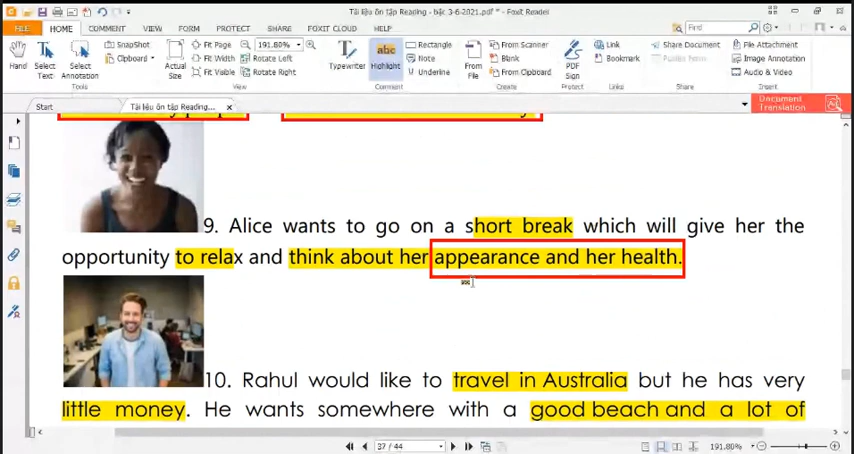 FILE HOME COMMENT VIEW FORM PROTECT SHARE FOXIT CLOUD HELP
Tài liệu ôn tập Reading - bậc 3-6-2021.pdf * - Foxit Reader
Find
Hand
Select Text
Select Annotation
SnapShot
Clipboard
Tools
Actual Size
Fit Page
Fit Width
Fit Visible
191.80%
Rotate Left
Rotate Right
View
Typewriter
abc
Highlight
Rectangle
Note
Underline
Comment
From File
From Scanner
Blank
From Clipboard
Create
PDF Sign
Protect
Link
Bookmark
Links
Share Document
Share
File Attachment
Image Annotation
Audio & Video
Insert
Start
Tài liệu ôn tập Reading...
Document Translation
9. Alice wants to go on a short break which will give her the
opportunity to relax and think about her appearance and her health.
10. Rahul would like to travel in Australia but he has very
little money. He wants somewhere with a good beach and a lot of
37 / 44
191.80%